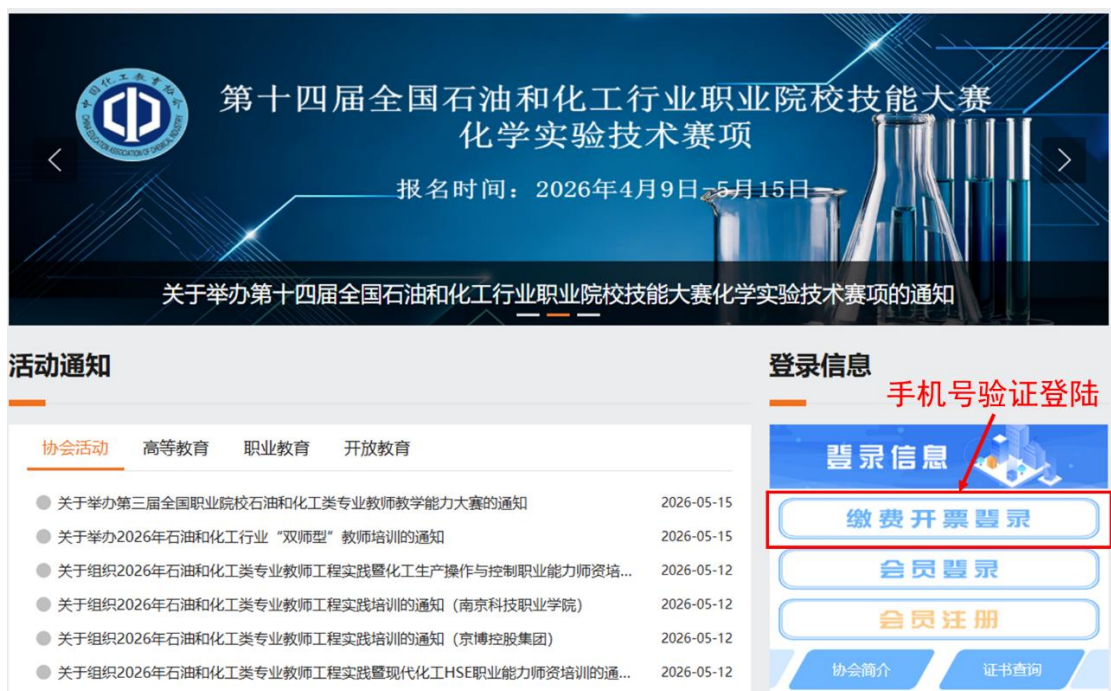 中国化工教育协会
CHINA EDUCATION ASSOCIATION OF CHEMICAL INDUSTRY
第十四届全国石油和化工行业职业院校技能大赛
化学实验技术赛项
报名时间：2026年4月9日-5月15日
关于举办第十四届全国石油和化工行业职业院校技能大赛化学实验技术赛项的通知
活动通知
登录信息
手机号验证登陆
协会活动 高等教育 职业教育 开放教育
关于举办第三届全国职业院校石油和化工类专业教师教学能力大赛的通知 2026-05-15
关于举办2026年石油和化工行业“双师型”教师培训的通知 2026-05-15
关于组织2026年石油和化工类专业教师工程实践暨化工生产操作与控制职业能力师资培... 2026-05-12
关于组织2026年石油和化工类专业教师工程实践培训的通知（南京科技职业学院） 2026-05-12
关于组织2026年石油和化工类专业教师工程实践培训的通知（京博控股集团） 2026-05-12
关于组织2026年石油和化工类专业教师工程实践暨现代化工HSE职业能力师资培训的通... 2026-05-12
登录信息
缴费开票登录
会员登录
会员注册
协会简介 证书查询